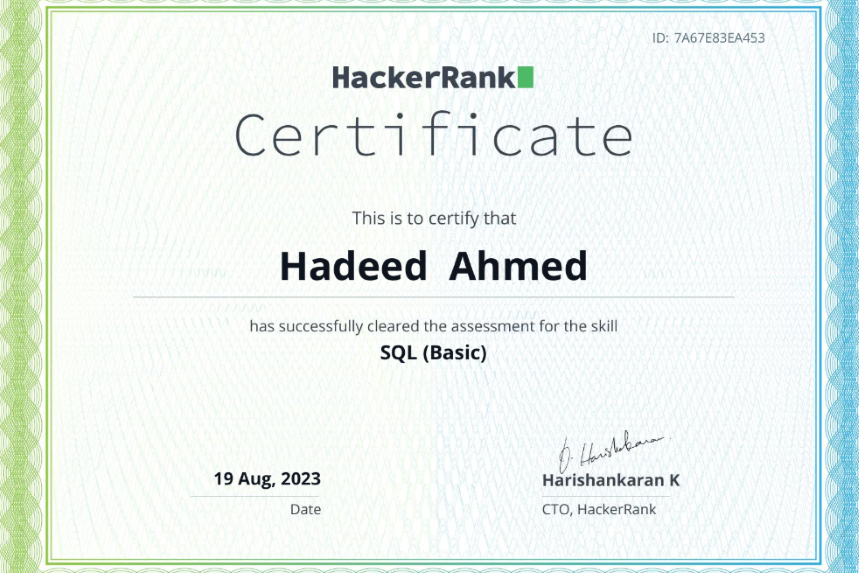 ID: 7A67E83EA453
HackerRank
Certificate
This is to certify that
Hadeed Ahmed
has successfully cleared the assessment for the skill
SQL (Basic)
19 Aug, 2023
Date
Harishankaran K
CTO, HackerRank